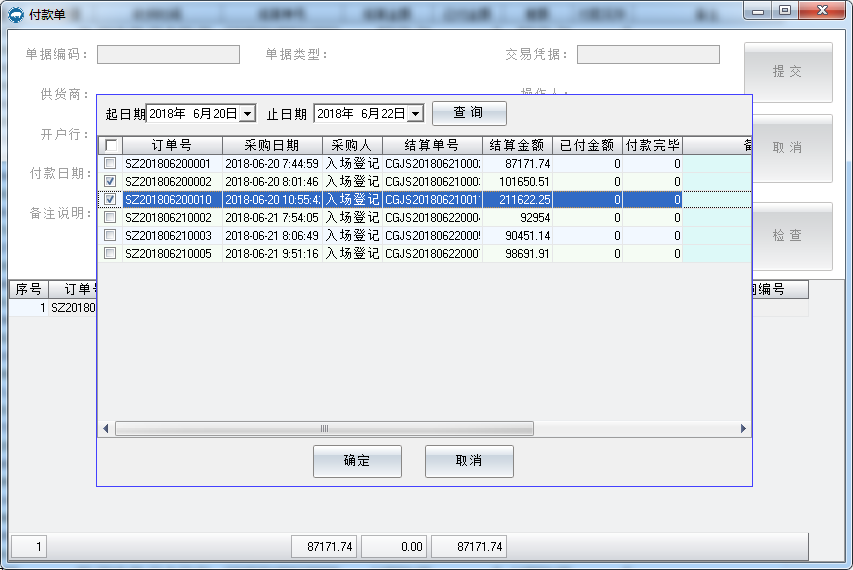 付款单
单据编码: 单据类型: 交易凭据: 提 交
供货商: 操作人:
起日期 2018年 6月20日 止日期 2018年 6月22日 查 询
开户行: 取 消
订单号 采购日期 采购人 结算单号 结算金额 已付金额 付款完毕
SZ201806200001 2018-06-20 7:44:59 入场登记 CGJS2018062100 87171.74 0 0
付款日期:
SZ201806200002 2018-06-20 8:01:46 入场登记 CGJS2018062100 101650.51 0 0
SZ201806200010 2018-06-20 10:55:4 入场登记 CGJS2018062100 211622.25 0 0
备注说明:
SZ201806210002 2018-06-21 7:54:05 入场登记 CGJS2018062200 92954 0 0
SZ201806210003 2018-06-21 8:06:49 入场登记 CGJS2018062200 90451.14 0 0
检 查
SZ201806210005 2018-06-21 9:51:16 入场登记 CGJS2018062200 98691.91 0 0
序号 订单号 编号
1 SZ20180
确定 取消
1 87171.74 0.00 87171.74